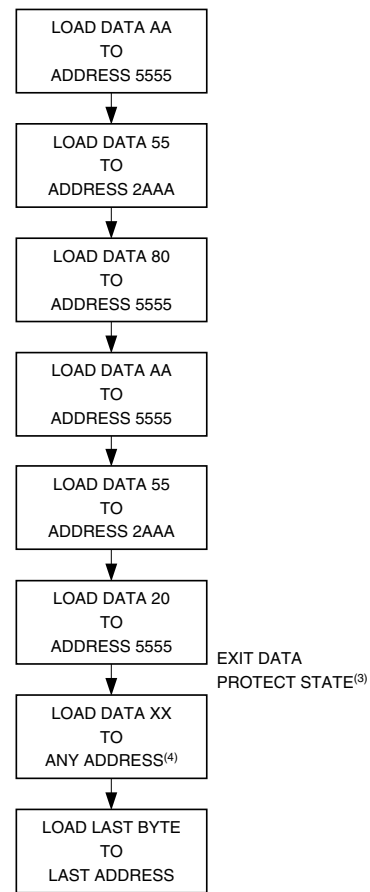 LOAD DATA AA
TO
ADDRESS 5555
LOAD DATA 55
TO
ADDRESS 2AAA
LOAD DATA 80
TO
ADDRESS 5555
LOAD DATA AA
TO
ADDRESS 5555
LOAD DATA 55
TO
ADDRESS 2AAA
LOAD DATA 20
TO
ADDRESS 5555
EXIT DATA
PROTECT STATE(3)
LOAD DATA XX
TO
ANY ADDRESS(4)
LOAD LAST BYTE
TO
LAST ADDRESS